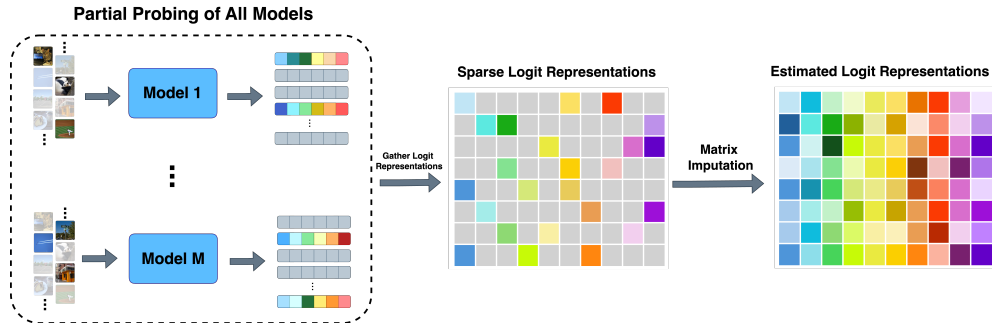 Partial Probing of All Models
Model 1
Model M
Gather Logit
Representations
Sparse Logit Representations
Matrix
Imputation
Estimated Logit Representations